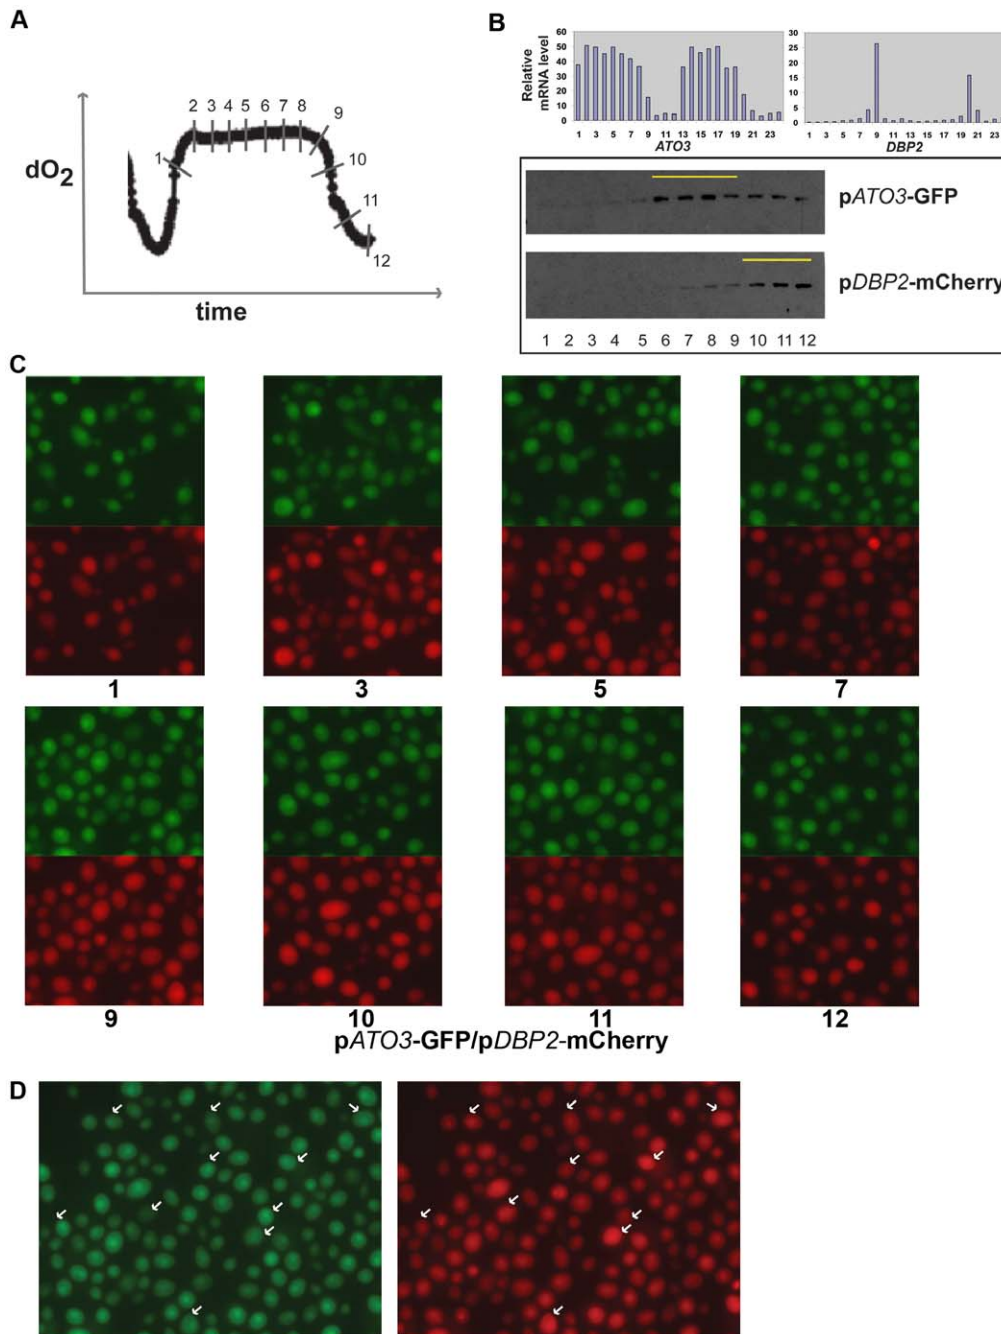 A
dO2
1
2 3 4 5 6 7 8
9
10
11
12
time
B
Relative
mRNA level
60
50
40
30
20
10
0
1 3 5 7 9 11 13 15 17 19 21 23
ATO3
30
25
20
15
10
5
0
1 3 5 7 9 11 13 15 17 19 21 23
DBP2
pATO3-GFP
pDBP2-mCherry
1 2 3 4 5 6 7 8 9 10 11 12
C
1 3 5 7
9 10 11 12
pATO3-GFP/pDBP2-mCherry
D